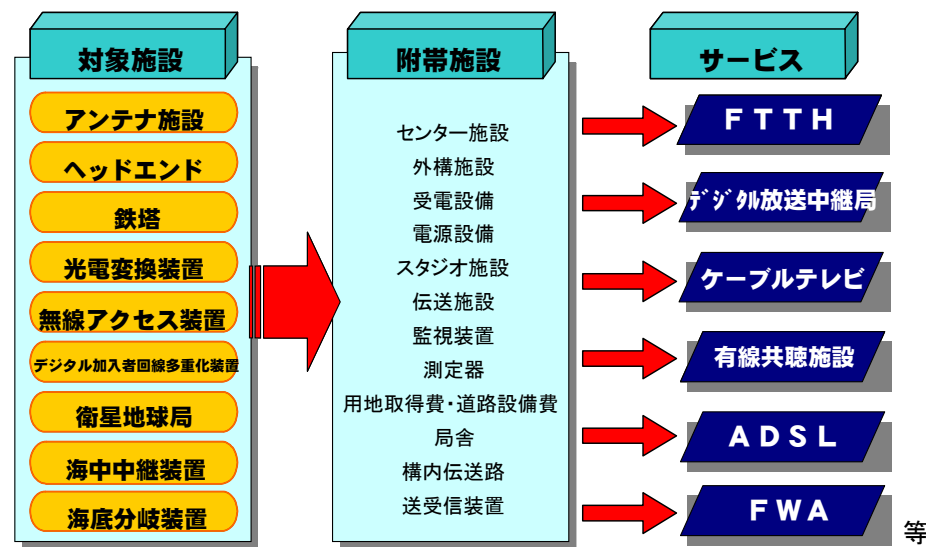 対象施設
アンテナ施設
ヘッドエンド
鉄塔
光電変換装置
無線アクセス装置
デジタル加入者回線多重化装置
衛星地球局
海中中継装置
海底分岐装置
附帯施設
センター施設
外構施設
受電設備
電源設備
スタジオ施設
伝送施設
監視装置
測定器
用地取得費・道路設備費
局舎
構内伝送路
送受信装置
サービス
ＦＴＴＨ
ﾃﾞｼﾞﾀﾙ放送中継局
ケーブルテレビ
有線共聴施設
ＡＤＳＬ
ＦＷＡ
等